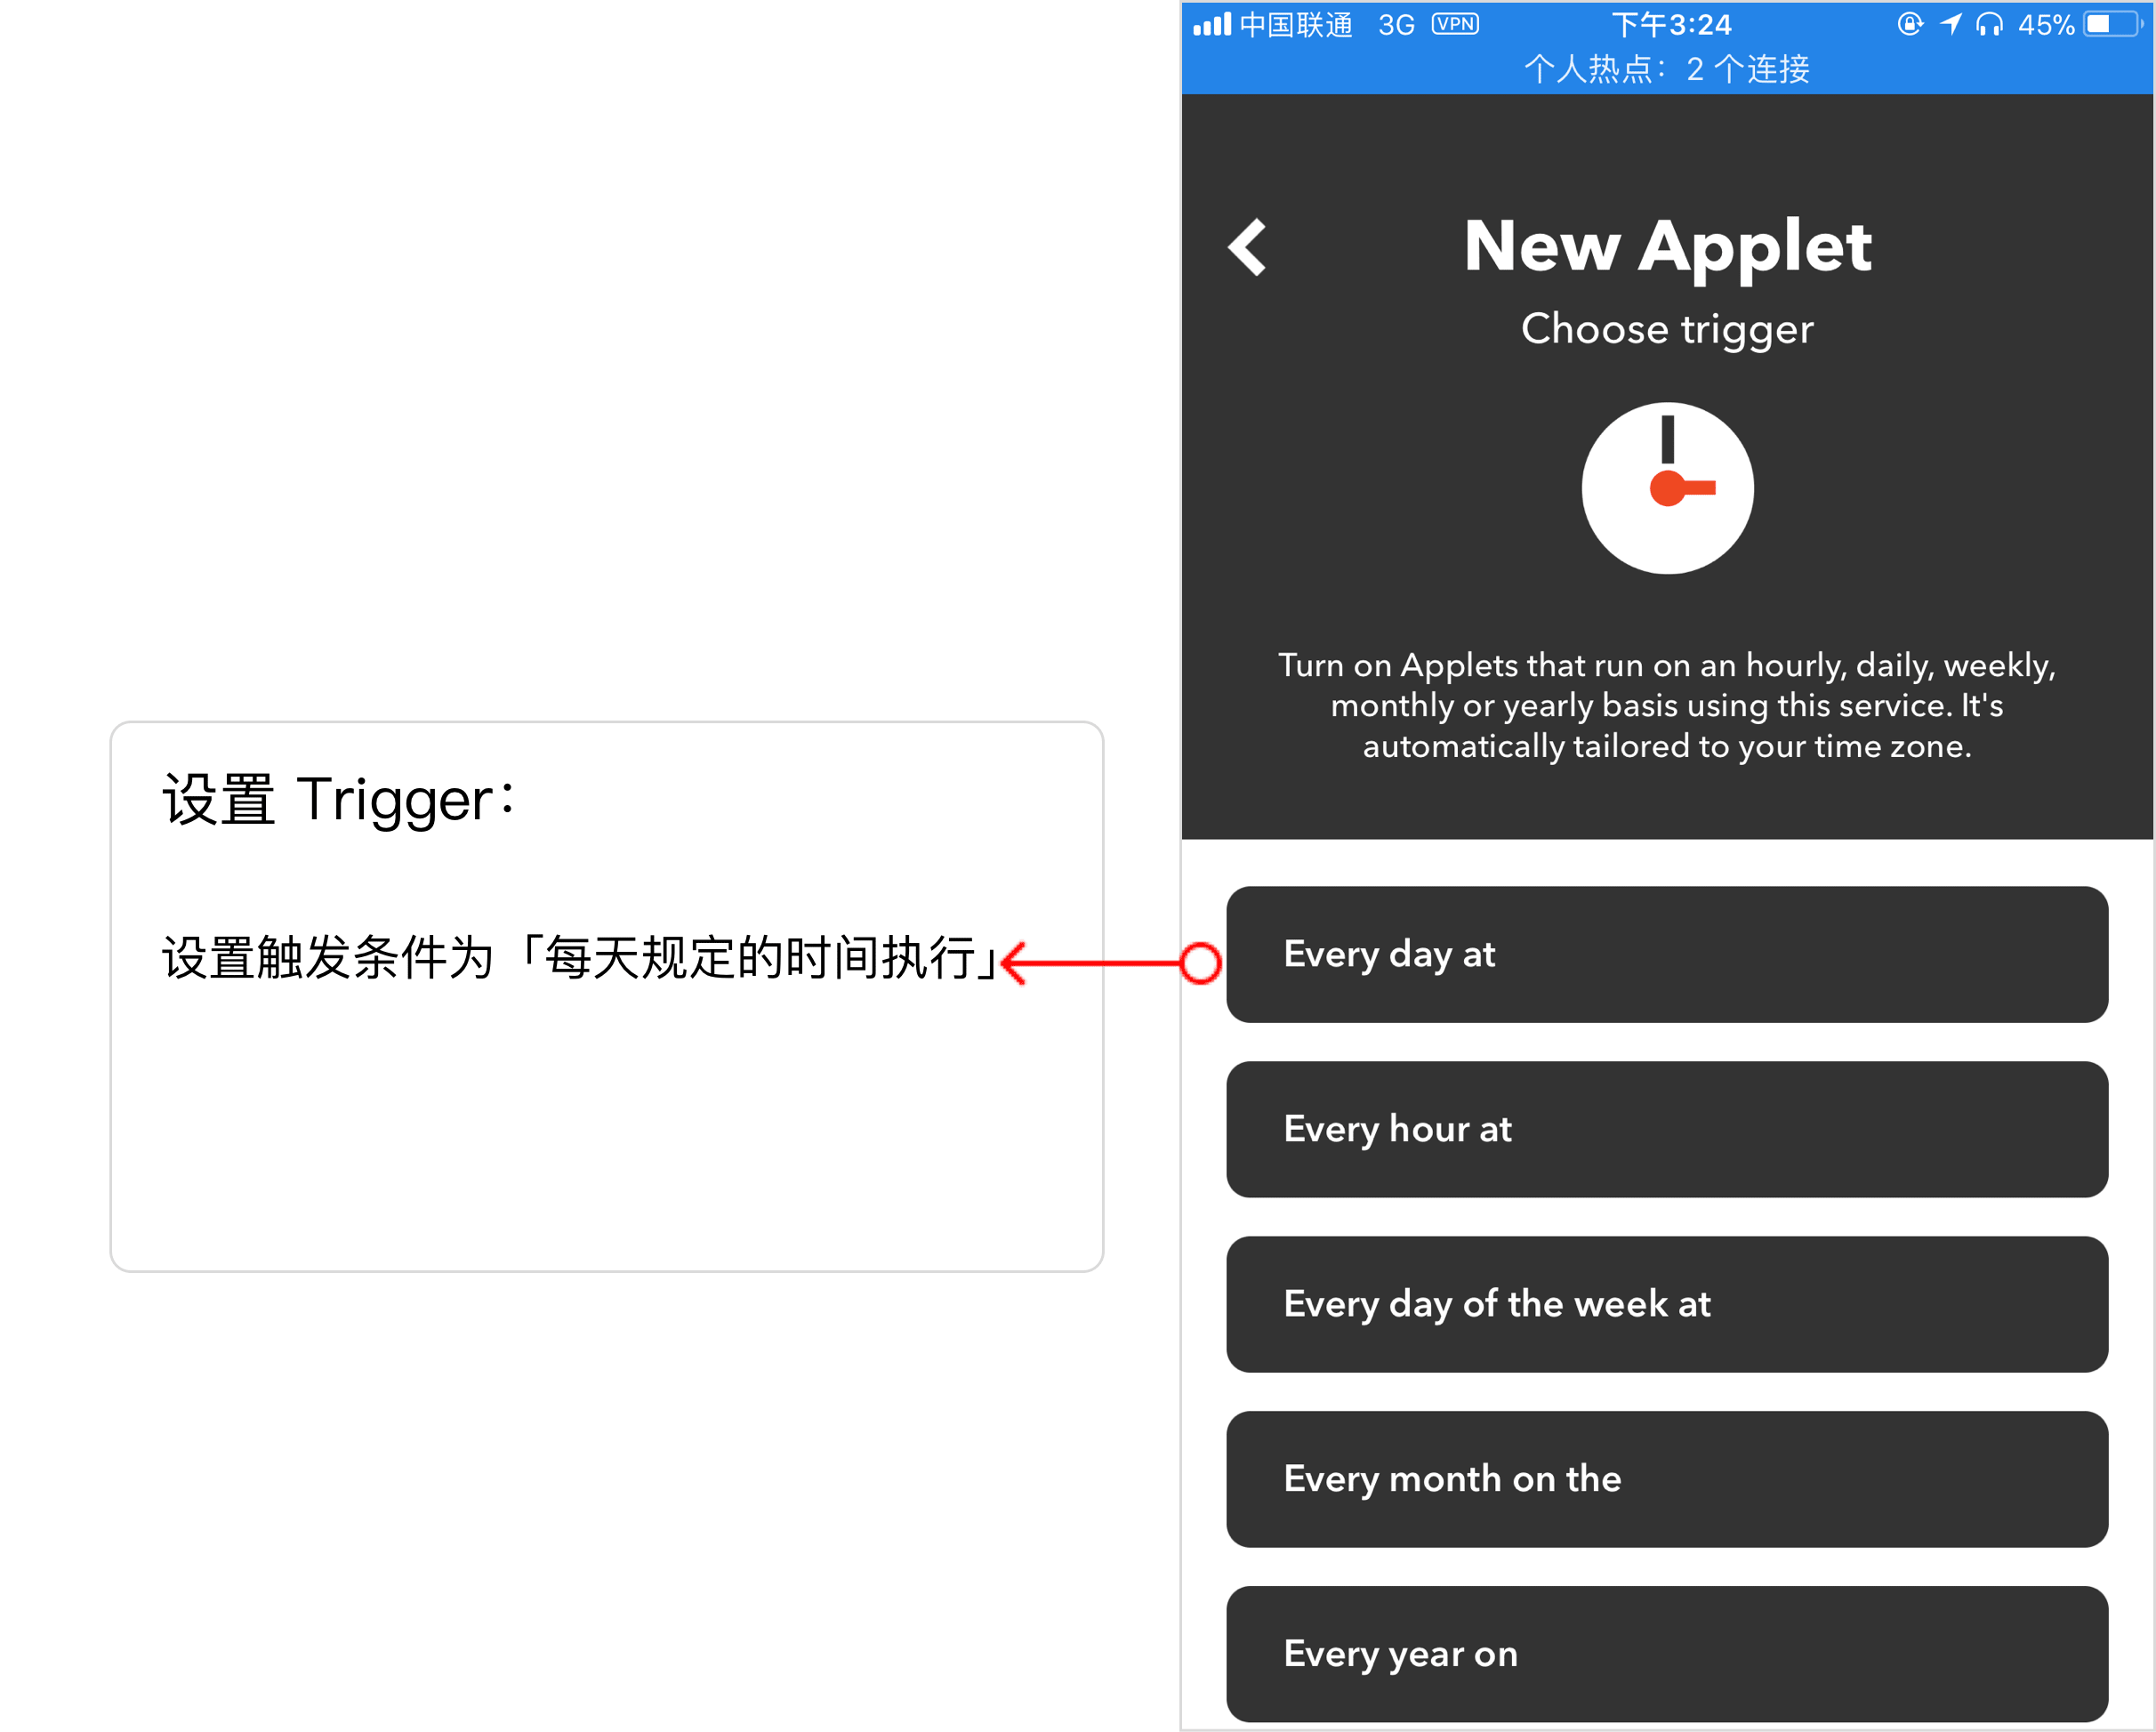 中国联通 3G VPN 下午3:24 45%
个人热点：2 个连接
New Applet
Choose trigger
Turn on Applets that run on an hourly, daily, weekly,
monthly or yearly basis using this service. It's
automatically tailored to your time zone.
设置 Trigger：
设置触发条件为「每天规定的时间执行」
Every day at
Every hour at
Every day of the week at
Every month on the
Every year on